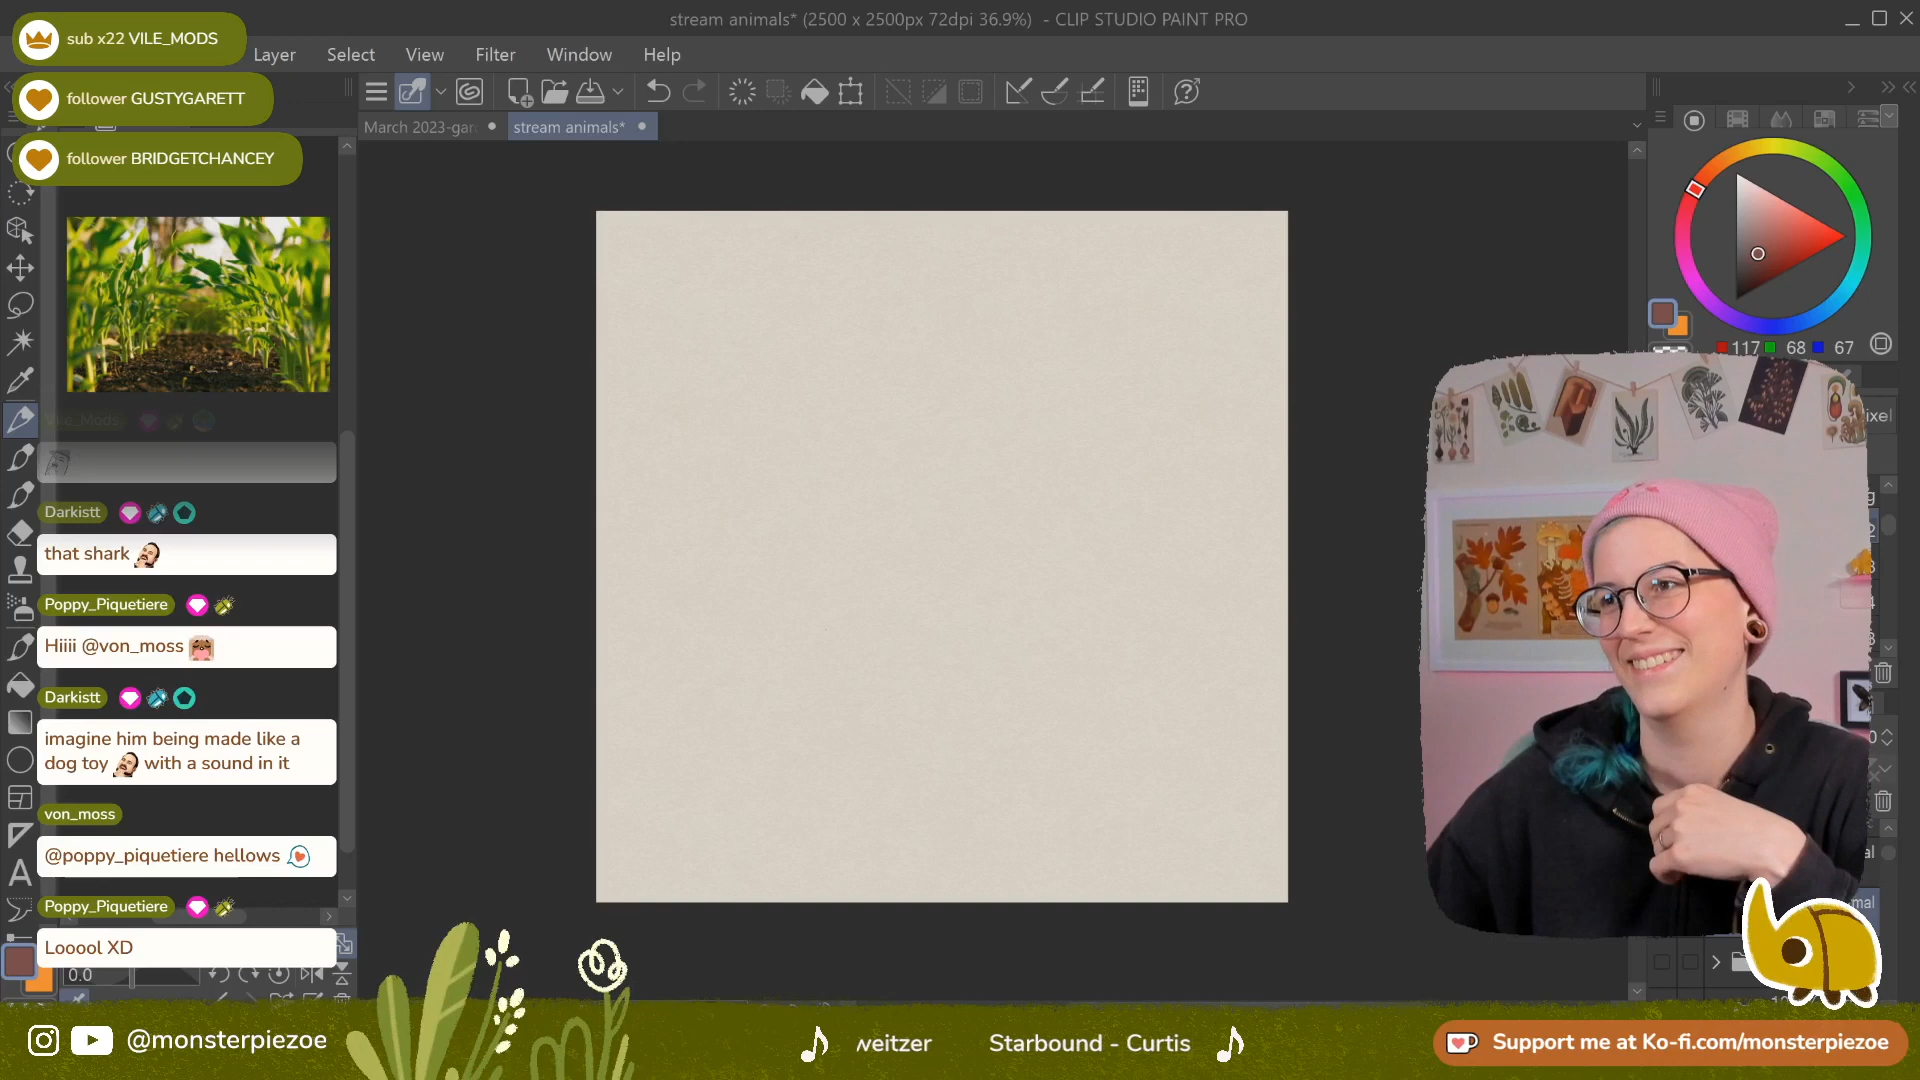 stream animals* (2500 x 2500px 72dpi 36.9%) - CLIP STUDIO PAINT PRO
sub x22 VILE_MODS
Layer Select View Filter Window Help
follower GUSTYGARETT
March 2023-gar
stream animals*
follower BRIDGETCHANCEY
117 68 67
Vile_Mods
Darkistt
that shark
Poppy_Piquetiere
Hiiii @von_moss
Darkistt
imagine him being made like a
dog toy with a sound in it
von_moss
@poppy_piquetiere hellows
Poppy_Piquetiere
Looool XD
0.0
@monsterpiezoe
weitzer Starbound - Curtis
Support me at Ko-fi.com/monsterpiezoe